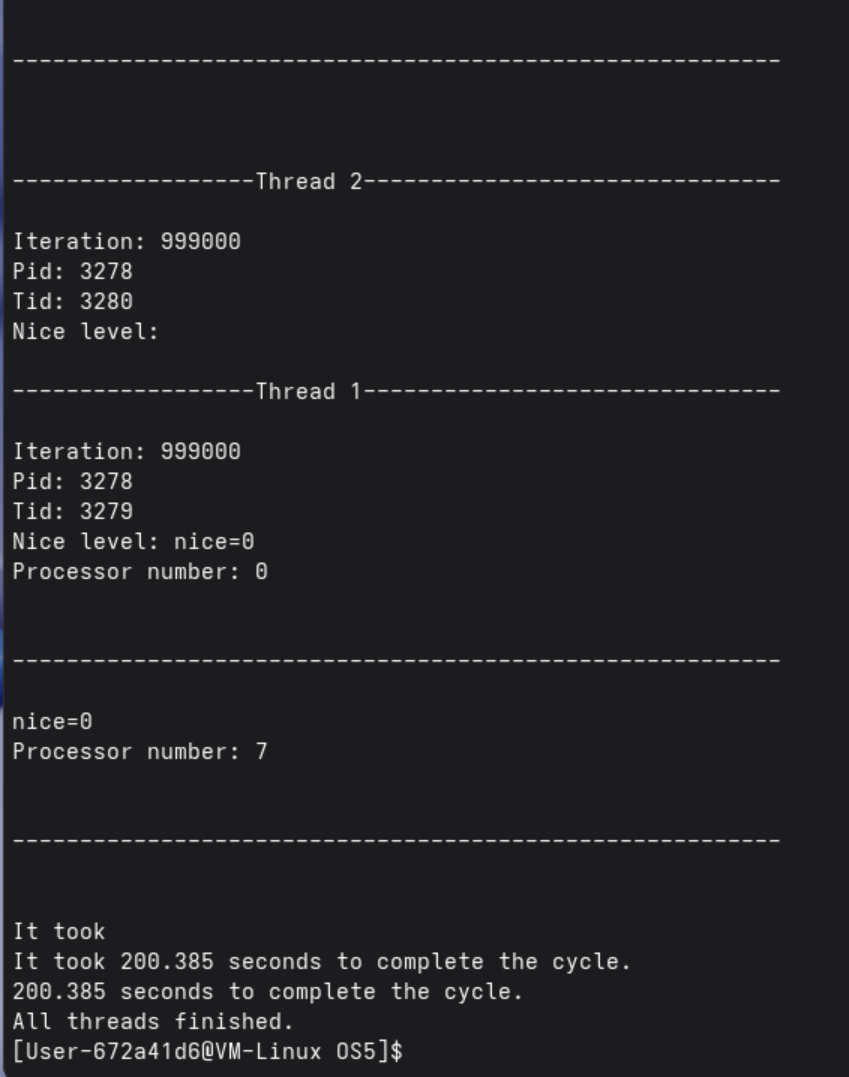 ---------------------------------------------------------
------------------Thread 2-------------------------------
Iteration: 999000
Pid: 3278
Tid: 3280
Nice level:
------------------Thread 1-------------------------------
Iteration: 999000
Pid: 3278
Tid: 3279
Nice level: nice=0
Processor number: 0
---------------------------------------------------------
nice=0
Processor number: 7
---------------------------------------------------------
It took
It took 200.385 seconds to complete the cycle.
200.385 seconds to complete the cycle.
All threads finished.
[User-672a41d6@VM-Linux OS5]$